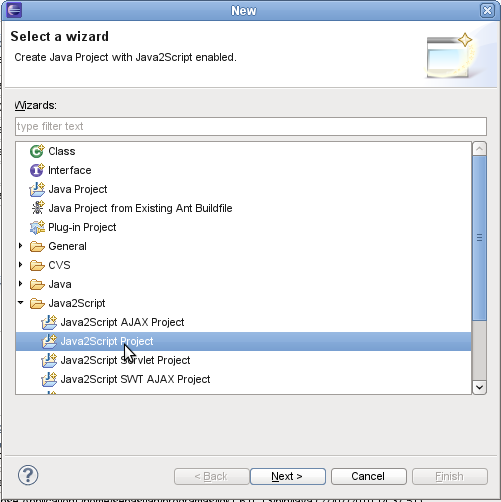 New
Select a wizard
Create Java Project with Java2Script enabled.
Wizards:
type filter text
Class
Interface
Java Project
Java Project from Existing Ant Buildfile
Plug-in Project
General
CVS
Java
Java2Script
Java2Script AJAX Project
Java2Script Project
Java2Script Servlet Project
Java2Script SWT AJAX Project
< Back
Next >
Cancel
Finish